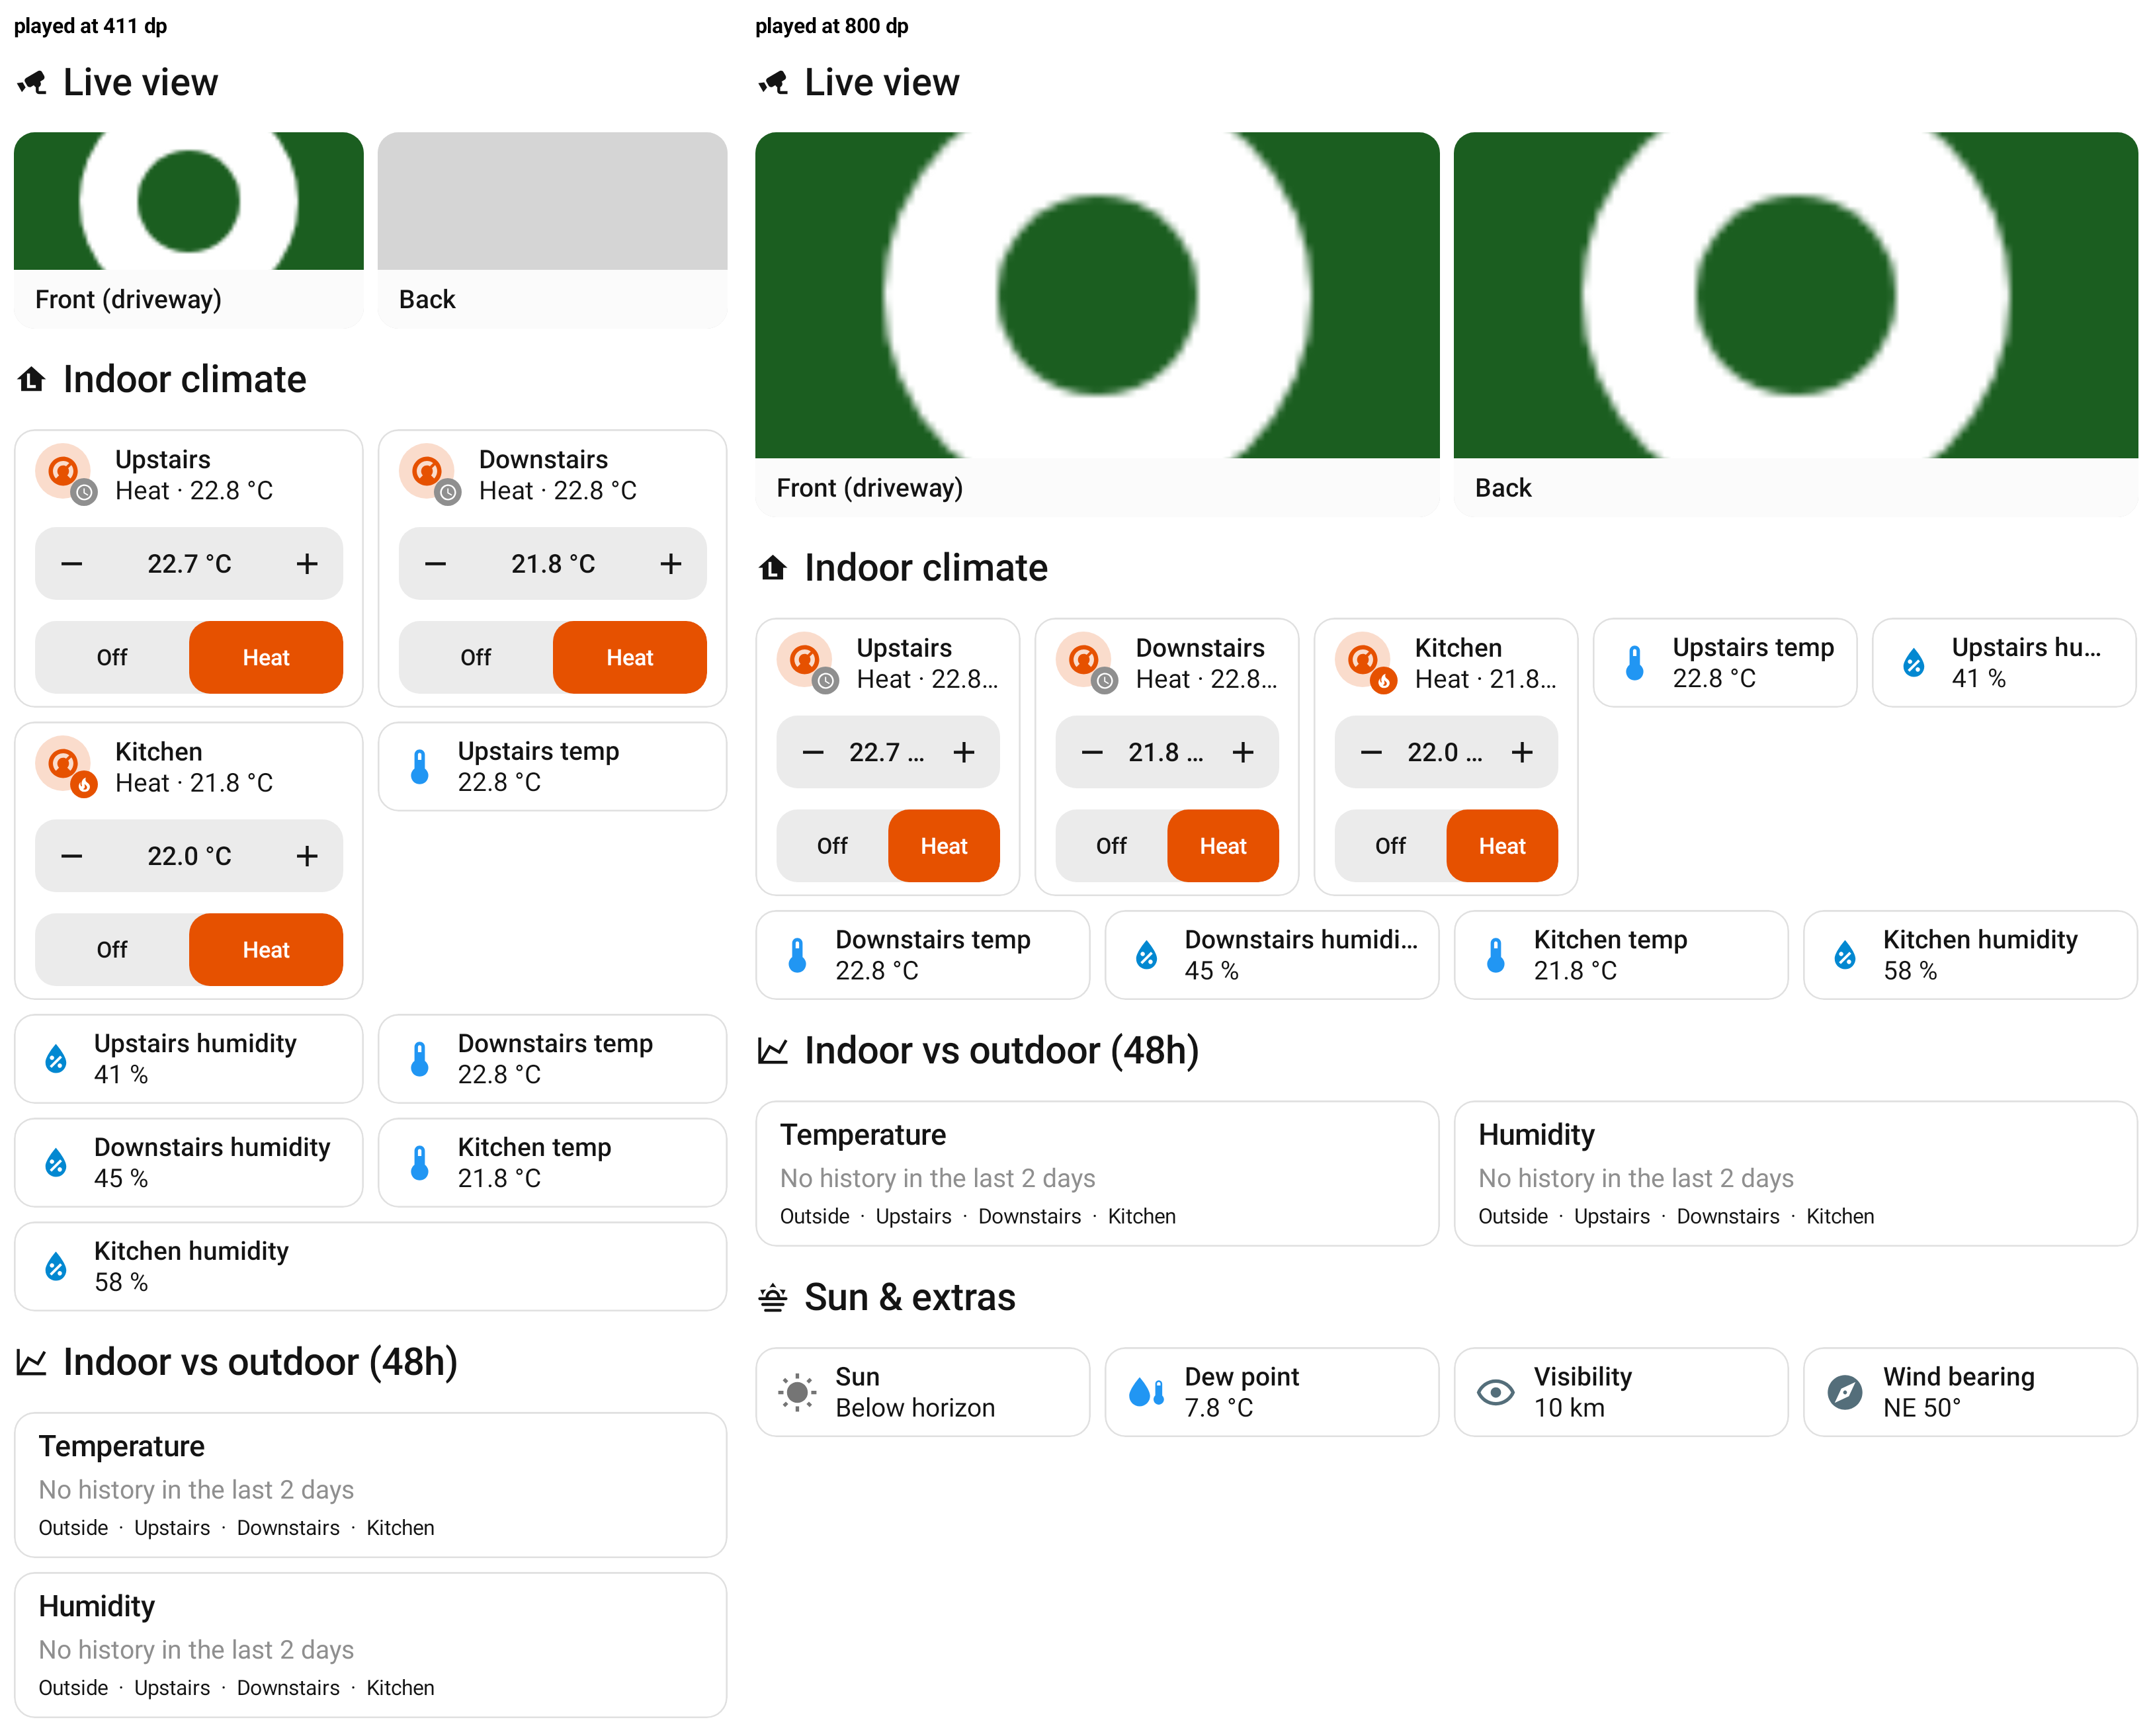 played at 411 dp
Live view
Front (driveway)
Back
Indoor climate
Upstairs
Heat · 22.8 °C
22.7 °C
Off
Heat
Downstairs
Heat · 22.8 °C
21.8 °C
Off
Heat
Kitchen
Heat · 21.8 °C
22.0 °C
Off
Heat
Upstairs temp
22.8 °C
Upstairs humidity
41 %
Downstairs temp
22.8 °C
Downstairs humidity
45 %
Kitchen temp
21.8 °C
Kitchen humidity
58 %
Indoor vs outdoor (48h)
Temperature
No history in the last 2 days
Outside · Upstairs · Downstairs · Kitchen
Humidity
No history in the last 2 days
Outside · Upstairs · Downstairs · Kitchen
played at 800 dp
Live view
Front (driveway)
Back
Indoor climate
Upstairs
Heat · 22.8...
22.7 ...
Off
Heat
Downstairs
Heat · 22.8...
21.8 ...
Off
Heat
Kitchen
Heat · 21.8...
22.0 ...
Off
Heat
Upstairs temp
22.8 °C
Upstairs hu...
41 %
Downstairs temp
22.8 °C
Downstairs humidi...
45 %
Kitchen temp
21.8 °C
Kitchen humidity
58 %
Indoor vs outdoor (48h)
Temperature
No history in the last 2 days
Outside · Upstairs · Downstairs · Kitchen
Humidity
No history in the last 2 days
Outside · Upstairs · Downstairs · Kitchen
Sun & extras
Sun
Below horizon
Dew point
7.8 °C
Visibility
10 km
Wind bearing
NE 50°